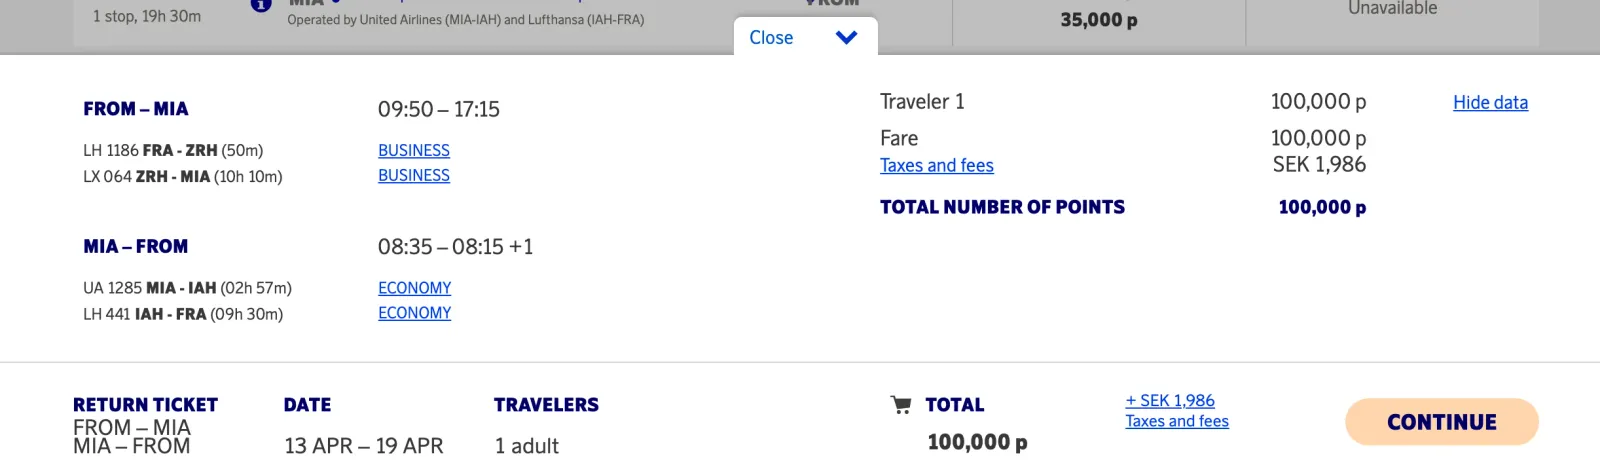 1 stop, 19h 30m
Operated by United Airlines (MIA-IAH) and Lufthansa (IAH-FRA)
35,000 p
Unavailable
Close
FROM – MIA
09:50 – 17:15
LH 1186 FRA - ZRH (50m)
BUSINESS
LX 064 ZRH - MIA (10h 10m)
BUSINESS
MIA – FROM
08:35 – 08:15 +1
UA 1285 MIA - IAH (02h 57m)
ECONOMY
LH 441 IAH - FRA (09h 30m)
ECONOMY
Traveler 1
100,000 p
Hide data
Fare
100,000 p
Taxes and fees
SEK 1,986
TOTAL NUMBER OF POINTS
100,000 p
RETURN TICKET
FROM – MIA
MIA – FROM
DATE
13 APR – 19 APR
TRAVELERS
1 adult
TOTAL
100,000 p
+ SEK 1,986
Taxes and fees
CONTINUE